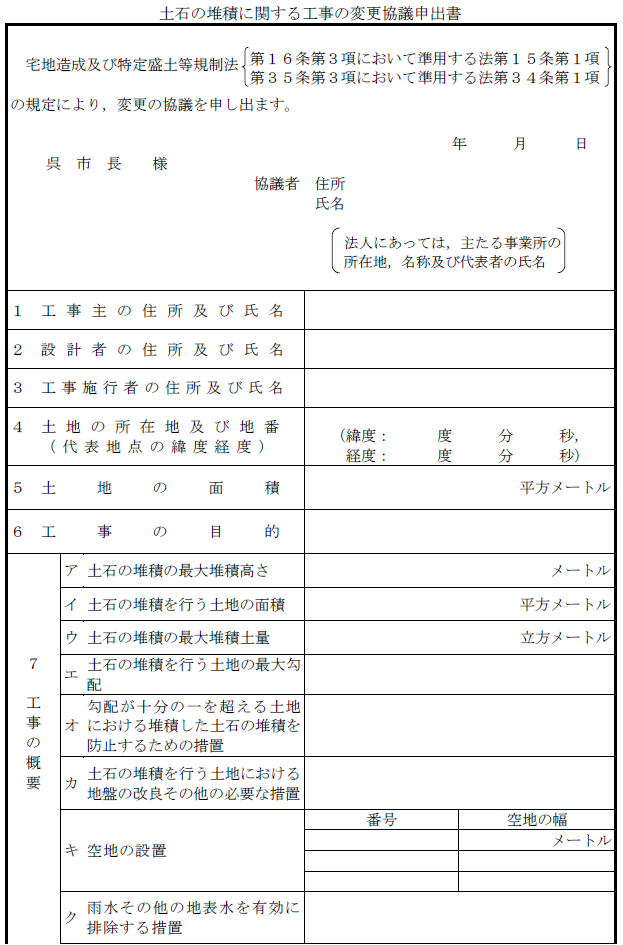 土石の堆積に関する工事の変更協議申出書
宅地造成及び特定盛土等規制法
第１６条第３項において準用する法第１５条第１項
第３５条第３項において準用する法第３４条第１項
の規定により，変更の協議を申し出ます。
年　月　日
呉　市　長　　様
協議者　住所
氏名
法人にあっては，主たる事業所の
所在地，名称及び代表者の氏名
１　工事主の住所及び氏名
２　設計者の住所及び氏名
３　工事施行者の住所及び氏名
４　土地の所在地及び地番
（代表地点の緯度経度）
（緯度：　度　分　秒，
経度：　度　分　秒）
５　土地の面積　平方メートル
６　工事の目的
７　工事の概要
ア　土石の堆積の最大堆積高さ　メートル
イ　土石の堆積を行う土地の面積　平方メートル
ウ　土石の堆積の最大堆積土量　立方メートル
エ　土石の堆積を行う土地の最大勾
配
オ　勾配が十分の一を超える土地
における堆積した土石の堆積を
防止するための措置
カ　土石の堆積を行う土地における
地盤の改良その他の必要な措置
キ　空地の設置
番号　空地の幅
メートル
ク　雨水その他の地表水を有効に
排除する措置